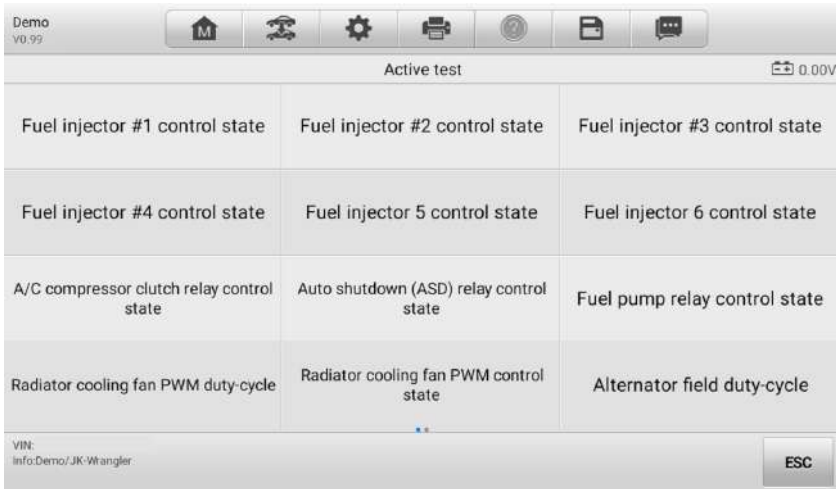 Demo
V0.99
M
Active test
0.00V
Fuel injector #1 control state
Fuel injector #2 control state
Fuel injector #3 control state
Fuel injector #4 control state
Fuel injector 5 control state
Fuel injector 6 control state
A/C compressor clutch relay control
state
Auto shutdown (ASD) relay control
state
Fuel pump relay control state
Radiator cooling fan PWM duty-cycle
Radiator cooling fan PWM control
state
Alternator field duty-cycle
VIN:
Info:Demo/JK-Wrangler
ESC